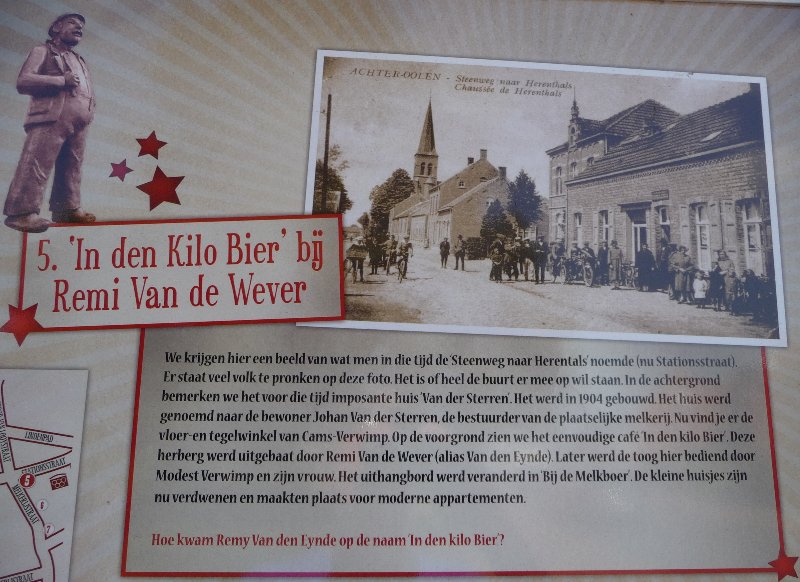 ACHTER-OOLEN - Steenweg naar Herenthals
Chaussée de Herenthals
5. 'In den Kilo Bier' bij
Remi Van de Wever
We krijgen hier een beeld van wat men in die tijd de 'Steenweg naar Herentals' noemde (nu Stationsstraat).
Er staat veel volk te pronken op deze foto. Het is of heel de buurt er mee op wil staan. In de achtergrond
bemerken we het voor die tijd imposante huis 'Van der Sterren'. Het werd in 1904 gebouwd. Het huis werd
genoemd naar de bewoner Johan Van der Sterren, de bestuurder van de plaatselijke melkerij. Nu vind je er de
vloer-en tegelwinkel van Cams-Verwimp. Op de voorgrond zien we het eenvoudige café 'In den kilo Bier'. Deze
herberg werd uitgebaat door Remi Van de Wever (alias Van den Eynde). Later werd de toog hier bediend door
Modest Verwimp en zijn vrouw. Het uithangbord werd veranderd in 'Bij de Melkboer'. De kleine huisjes zijn
nu verdwenen en maakten plaats voor moderne appartementen.
Hoe kwam Remy Van den Eynde op de naam 'In den kilo Bier'?
LINDENPAD
STATIONSSTRAAT
5
6
7